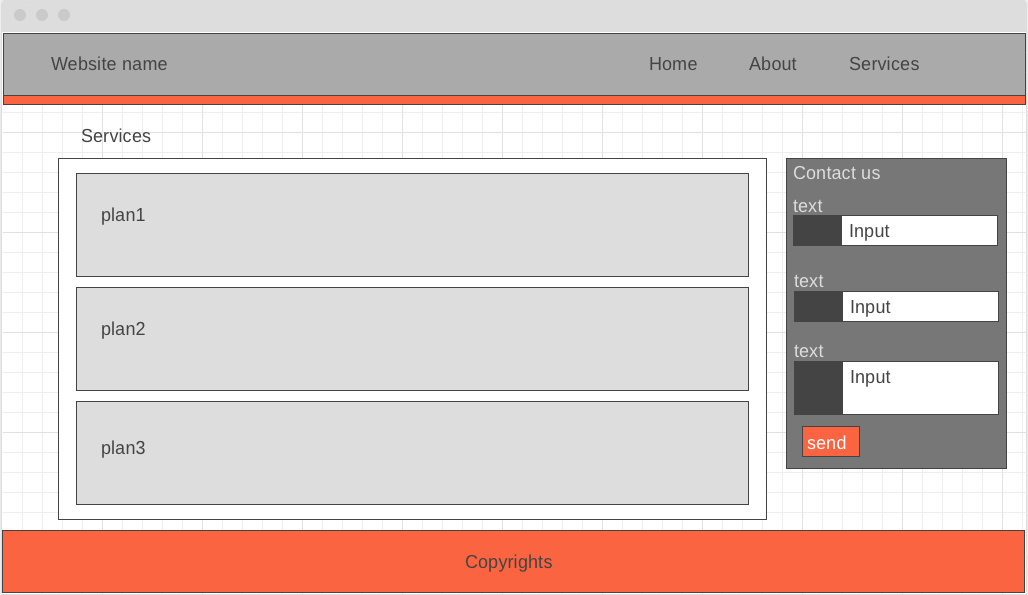 Website name
Home
About
Services
Services
plan1
plan2
plan3
Contact us
text
Input
text
Input
text
Input
send
Copyrights